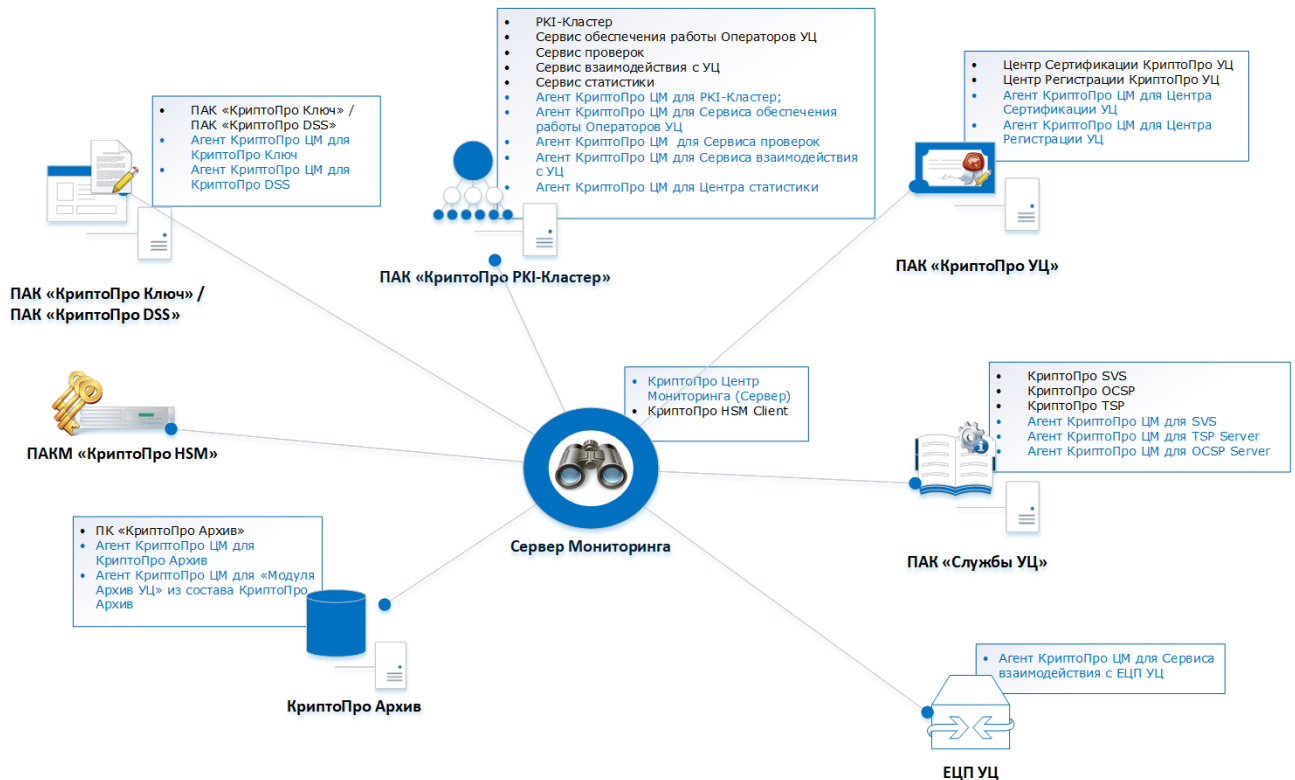 PKI-Кластер
Сервис обеспечения работы Операторов УЦ
Сервис проверок
Сервис взаимодействия с УЦ
Сервис статистики
Агент КриптоПро ЦМ для PKI-Кластер;
Агент КриптоПро ЦМ для Сервиса обеспечения
работы Операторов УЦ
Агент КриптоПро ЦМ для Сервиса проверок
Агент КриптоПро ЦМ для Сервиса взаимодействия
с УЦ
Агент КриптоПро ЦМ для Центра статистики
ПАК «КриптоПро PKI-Кластер»
Центр Сертификации КриптоПро УЦ
Центр Регистрации КриптоПро УЦ
Агент КриптоПро ЦМ для Центра
Сертификации УЦ
Агент КриптоПро ЦМ для Центра
Регистрации УЦ
ПАК «КриптоПро УЦ»
ПАК «КриптоПро Ключ» /
ПАК «КриптоПро DSS»
Агент КриптоПро ЦМ для
КриптоПро Ключ
Агент КриптоПро ЦМ для
КриптоПро DSS
ПАК «КриптоПро Ключ» /
ПАК «КриптоПро DSS»
КриптоПро Центр
Мониторинга (Сервер)
КриптоПро HSM Client
Сервер Мониторинга
КриптоПро SVS
КриптоПро OCSP
КриптоПро TSP
Агент КриптоПро ЦМ для SVS
Агент КриптоПро ЦМ для TSP Server
Агент КриптоПро ЦМ для OCSP Server
ПАК «Службы УЦ»
ПАКМ «КриптоПро HSM»
ПК «КриптоПро Архив»
Агент КриптоПро ЦМ для
КриптоПро Архив
Агент КриптоПро ЦМ для «Модуля
Архив УЦ» из состава КриптоПро
Архив
КриптоПро Архив
Агент КриптоПро ЦМ для Сервиса
взаимодействия с ЕЦП УЦ
ЕЦП УЦ